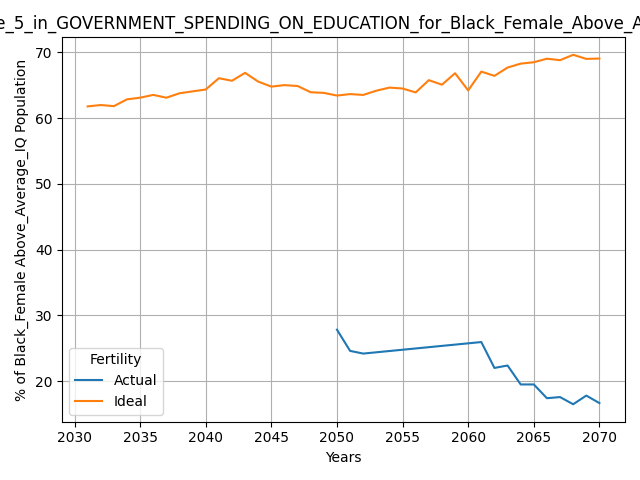 e_5_in_GOVERNMENT_SPENDING_ON_EDUCATION_for_Black_Female_Above_A
% of Black_Female Above_Average_IQ Population
70
60
50
40
30
20
Fertility
Actual
Ideal
2030 2035 2040 2045 2050 2055 2060 2065 2070
Years